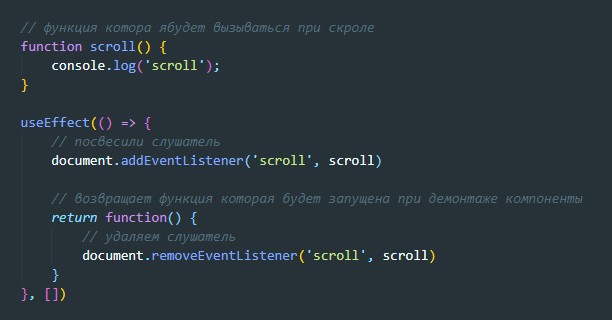 // функция котора ябудет вызываться при скроле
function scroll() {
console.log('scroll');
}
useEffect(() => {
// посвесили слушатель
document.addEventListener('scroll', scroll)
// возвращает функция которая будет запущена при демонтаже компоненты
return function() {
// удаляем слушатель
document.removeEventListener('scroll', scroll)
}
}, [])